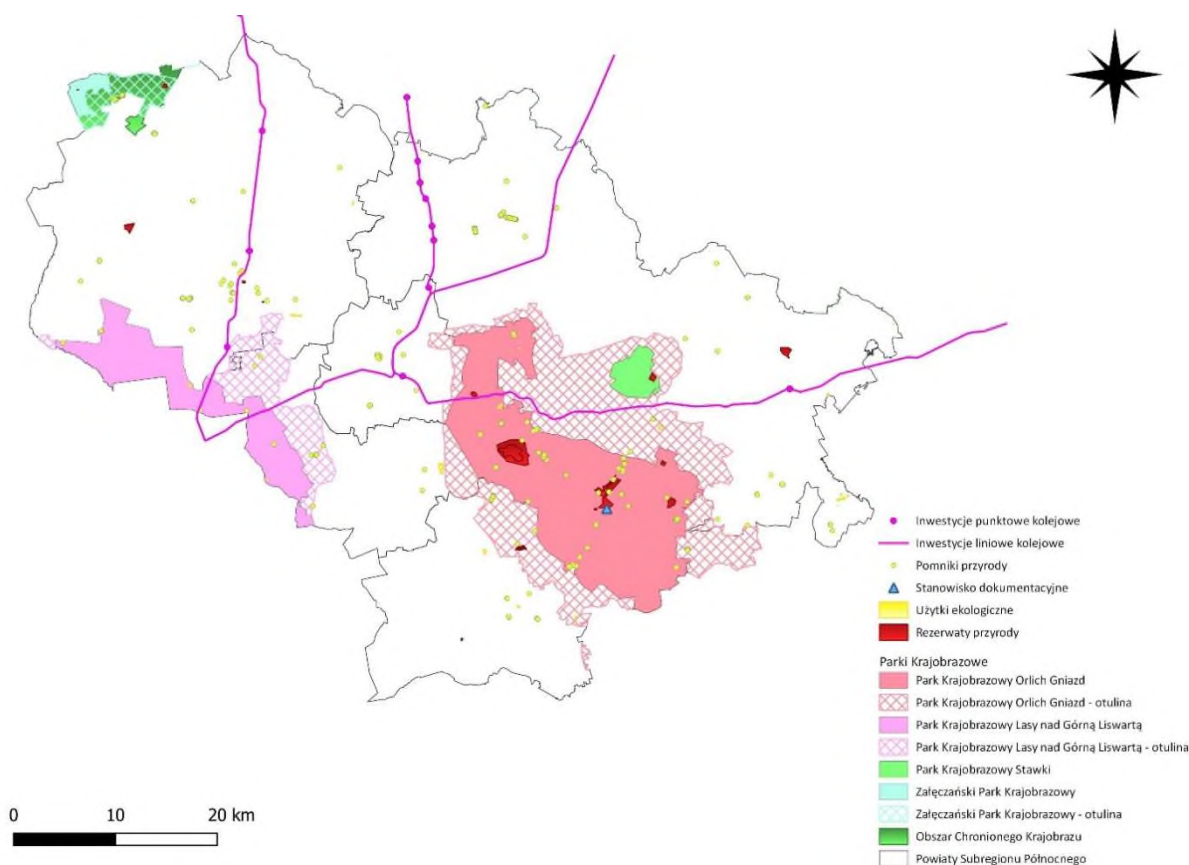 Inwestycje punktowe kolejowe
Inwestycje liniowe kolejowe
Pomniki przyrody
Stanowisko dokumentacyjne
Użytki ekologiczne
Rezerwaty przyrody
Parki Krajobrazowe
Park Krajobrazowy Orlich Gniazd
Park Krajobrazowy Orlich Gniazd - otulina
Park Krajobrazowy Lasy nad Górną Liswartą
Park Krajobrazowy Lasy nad Górną Liswartą - otulina
Park Krajobrazowy Stawki
Załęczański Park Krajobrazowy
Załęczański Park Krajobrazowy - otulina
Obszar Chronionego Krajobrazu
Powiaty Subregionu Północnego
0 10 20 km